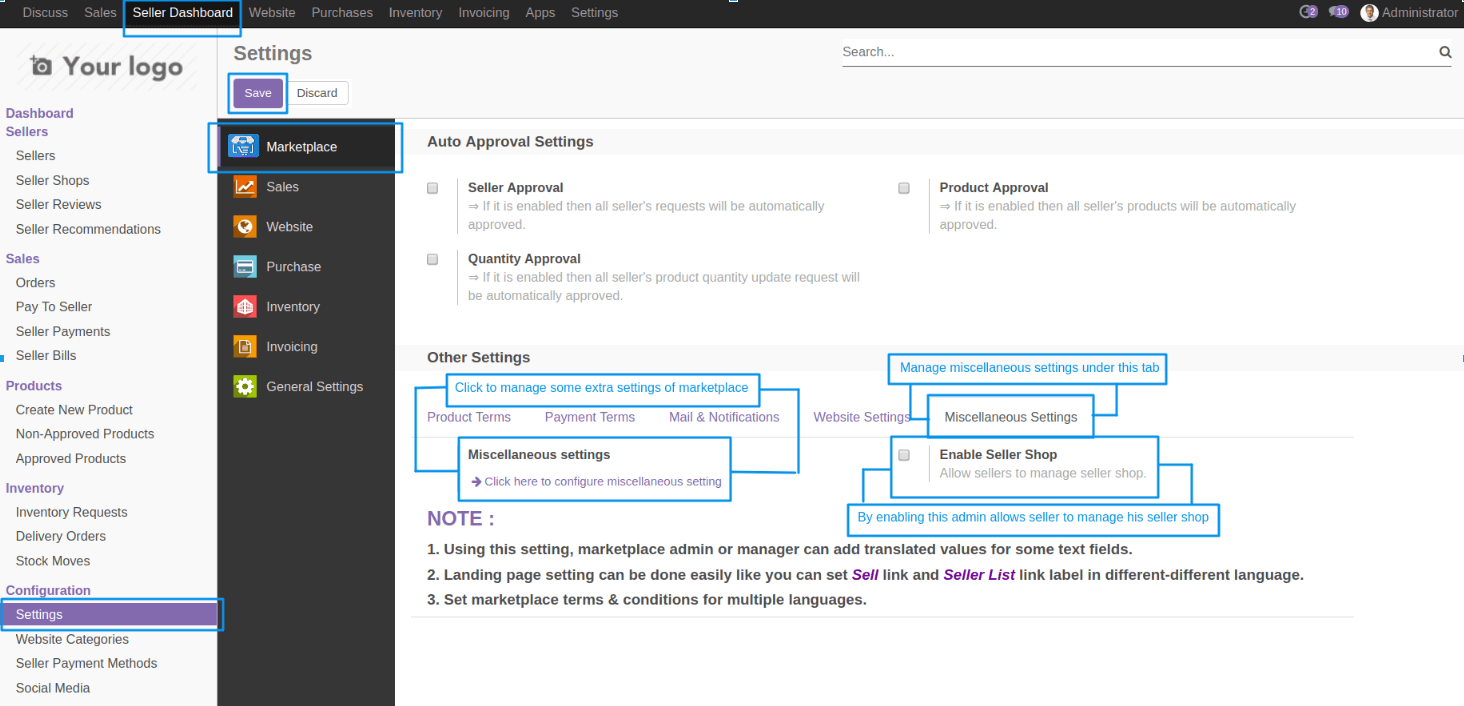 Discuss Sales Seller Dashboard Website Purchases Inventory Invoicing Apps Settings 2 10 Administrator
Your logo
Settings
Search...
Save Discard
Dashboard
Sellers
Sellers
Seller Shops
Seller Reviews
Seller Recommendations
Sales
Orders
Pay To Seller
Seller Payments
Seller Bills
Products
Create New Product
Non-Approved Products
Approved Products
Inventory
Inventory Requests
Delivery Orders
Stock Moves
Configuration
Settings
Website Categories
Seller Payment Methods
Social Media
Marketplace
Sales
Website
Purchase
Inventory
Invoicing
General Settings
Auto Approval Settings
Seller Approval
⇒ If it is enabled then all seller's requests will be automatically
approved.
Product Approval
⇒ If it is enabled then all seller's products will be automatically
approved.
Quantity Approval
⇒ If it is enabled then all seller's product quantity update request will
be automatically approved.
Other Settings
Manage miscellaneous settings under this tab
Click to manage some extra settings of marketplace
Product Terms Payment Terms Mail & Notifications Website Settings Miscellaneous Settings
Miscellaneous settings
Click here to configure miscellaneous setting
Enable Seller Shop
Allow sellers to manage seller shop.
By enabling this admin allows seller to manage his seller shop
NOTE :
1. Using this setting, marketplace admin or manager can add translated values for some text fields.
2. Landing page setting can be done easily like you can set Sell link and Seller List link label in different-different language.
3. Set marketplace terms & conditions for multiple languages.